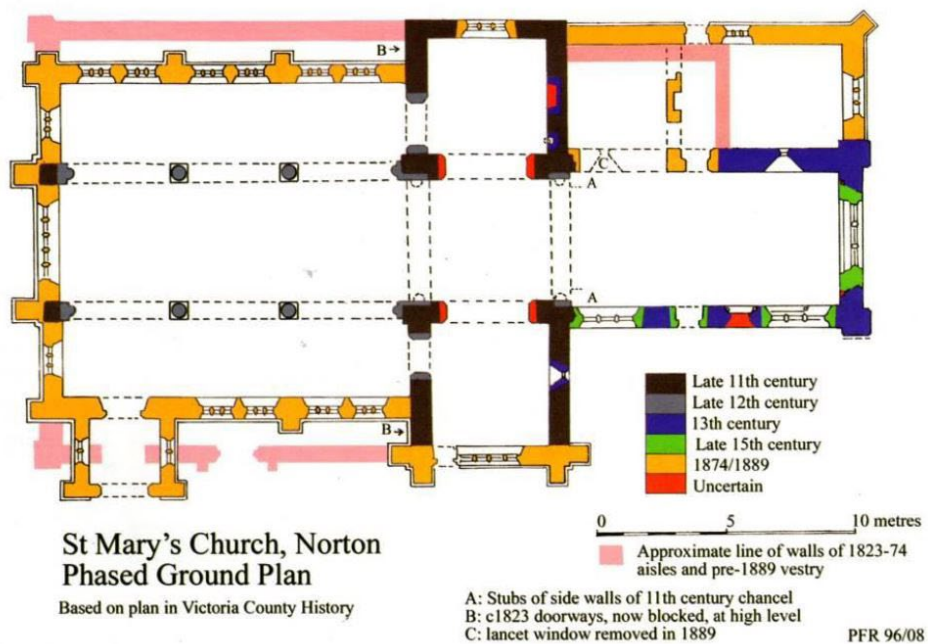 B
C
A
A
B
Late 11th century
Late 12th century
13th century
Late 15th century
1874/1889
Uncertain
0 5 10 metres
Approximate line of walls of 1823-74
aisles and pre-1889 vestry
St Mary's Church, Norton
Phased Ground Plan
Based on plan in Victoria County History
A: Stubs of side walls of 11th century chancel
B: c1823 doorways, now blocked, at high level
C: lancet window removed in 1889
PFR 96/08